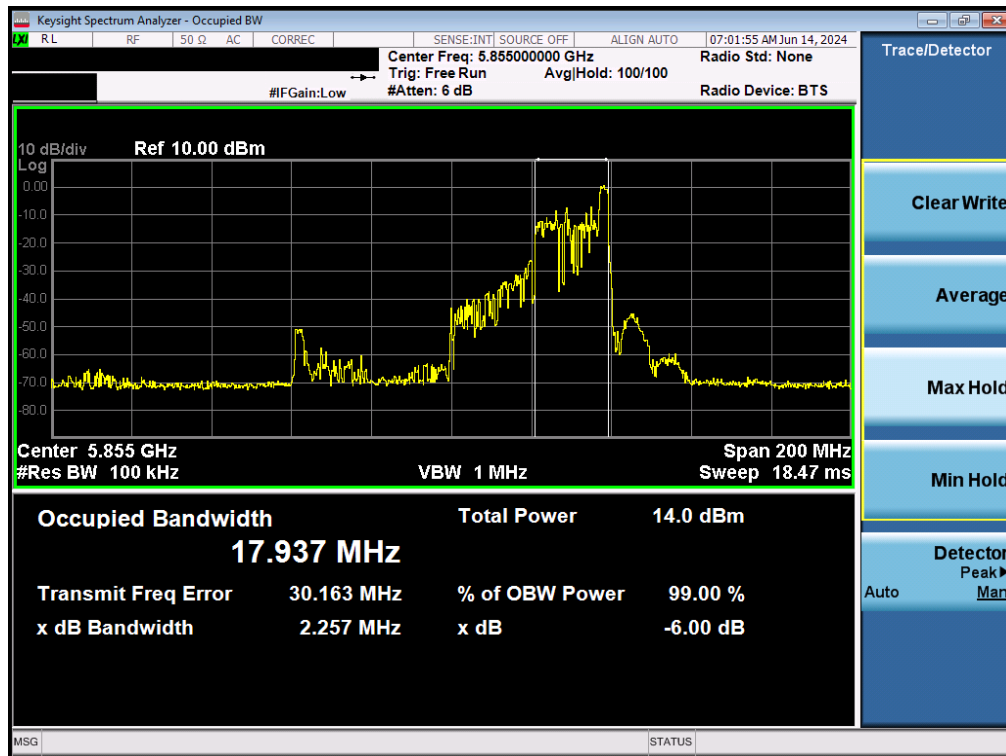 Keysight Spectrum Analyzer - Occupied BW
LXI RL RF 50 Ω AC CORREC SENSE:INT SOURCE OFF ALIGN AUTO 07:01:55 AM Jun 14, 2024
Center Freq: 5.855000000 GHz Radio Std: None
Trig: Free Run Avg|Hold: 100/100
#IFGain:Low #Atten: 6 dB Radio Device: BTS
10 dB/div Ref 10.00 dBm
Log
0.00
-10.0
-20.0
-30.0
-40.0
-50.0
-60.0
-70.0
-80.0
Center 5.855 GHz Span 200 MHz
#Res BW 100 kHz VBW 1 MHz Sweep 18.47 ms
Occupied Bandwidth Total Power 14.0 dBm
17.937 MHz
Transmit Freq Error 30.163 MHz % of OBW Power 99.00 %
x dB Bandwidth 2.257 MHz x dB -6.00 dB
Trace/Detector
Clear Write
Average
Max Hold
Min Hold
Detector
Peak
Auto Man
MSG STATUS